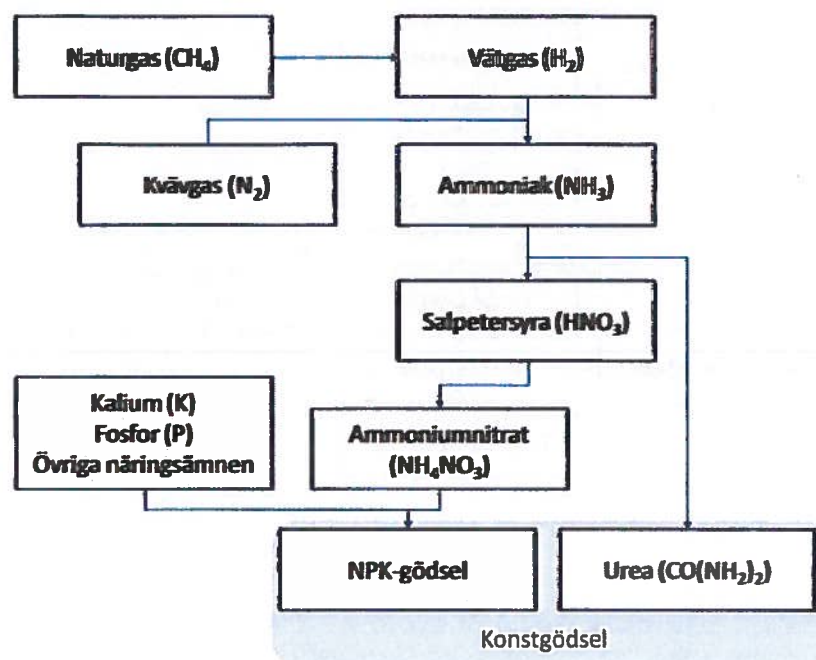 Naturgas (CH₄)
Vätgas (H₂)
Kvävgas (N₂)
Ammoniak (NH₃)
Salpetersyra (HNO₃)
Kalium (K)
Fosfor (P)
Övriga näringsämnen
Ammoniumnitrat
(NH₄NO₃)
NPK-gödsel
Urea (CO(NH₂)₂)
Konstgödsel